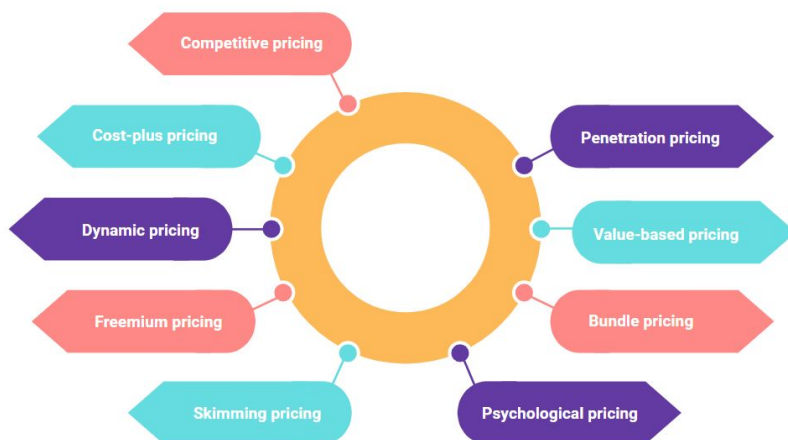 Competitive pricing
Cost-plus pricing
Penetration pricing
Dynamic pricing
Value-based pricing
Freemium pricing
Bundle pricing
Skimming pricing
Psychological pricing